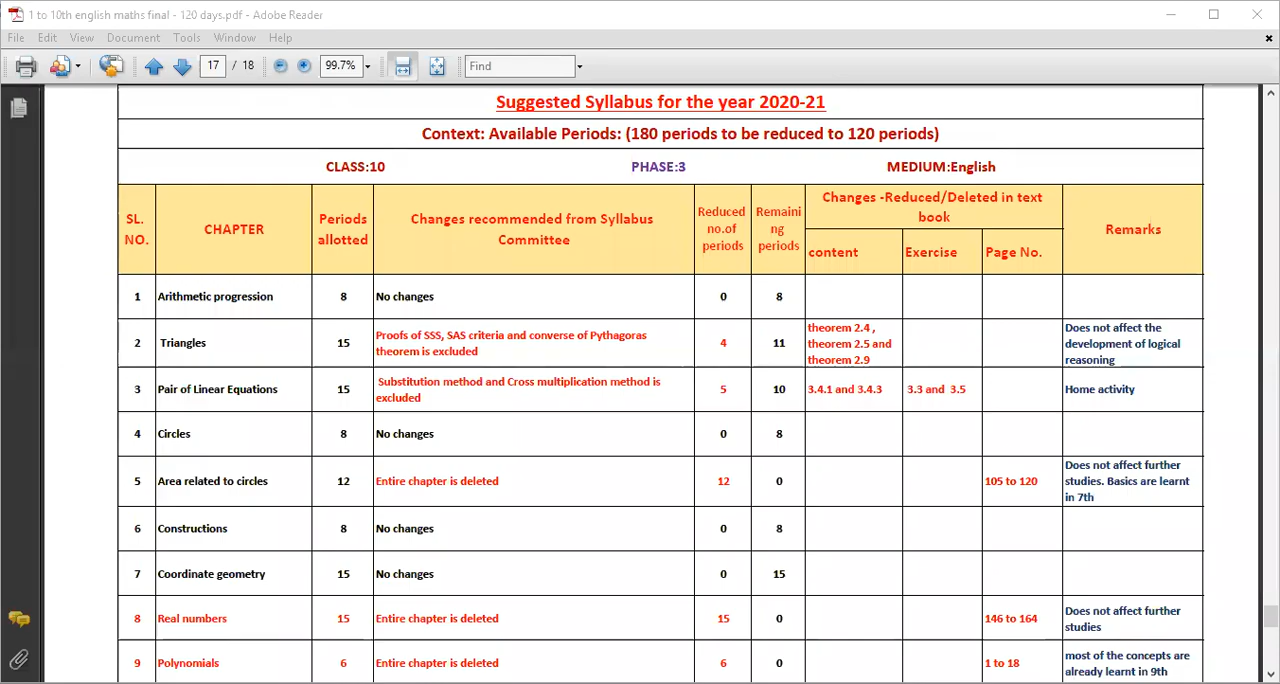 1 to 10th english maths final - 120 days.pdf - Adobe Reader
File Edit View Document Tools Window Help
17 / 18 99.7% Find
Suggested Syllabus for the year 2020-21
Context: Available Periods: (180 periods to be reduced to 120 periods)
CLASS:10 PHASE:3 MEDIUM:English
SL. NO. CHAPTER Periods allotted Changes recommended from Syllabus Committee Reduced no.of periods Remaini ng periods Changes -Reduced/Deleted in text book Remarks
content Exercise Page No.
1 Arithmetic progression 8 No changes 0 8
2 Triangles 15 Proofs of SSS, SAS criteria and converse of Pythagoras theorem is excluded 4 11 theorem 2.4 , theorem 2.5 and theorem 2.9 Does not affect the development of logical reasoning
3 Pair of Linear Equations 15 Substitution method and Cross multiplication method is excluded 5 10 3.4.1 and 3.4.3 3.3 and 3.5 Home activity
4 Circles 8 No changes 0 8
5 Area related to circles 12 Entire chapter is deleted 12 0 105 to 120 Does not affect further studies. Basics are learnt in 7th
6 Constructions 8 No changes 0 8
7 Coordinate geometry 15 No changes 0 15
8 Real numbers 15 Entire chapter is deleted 15 0 146 to 164 Does not affect further studies
9 Polynomials 6 Entire chapter is deleted 6 0 1 to 18 most of the concepts are already learnt in 9th